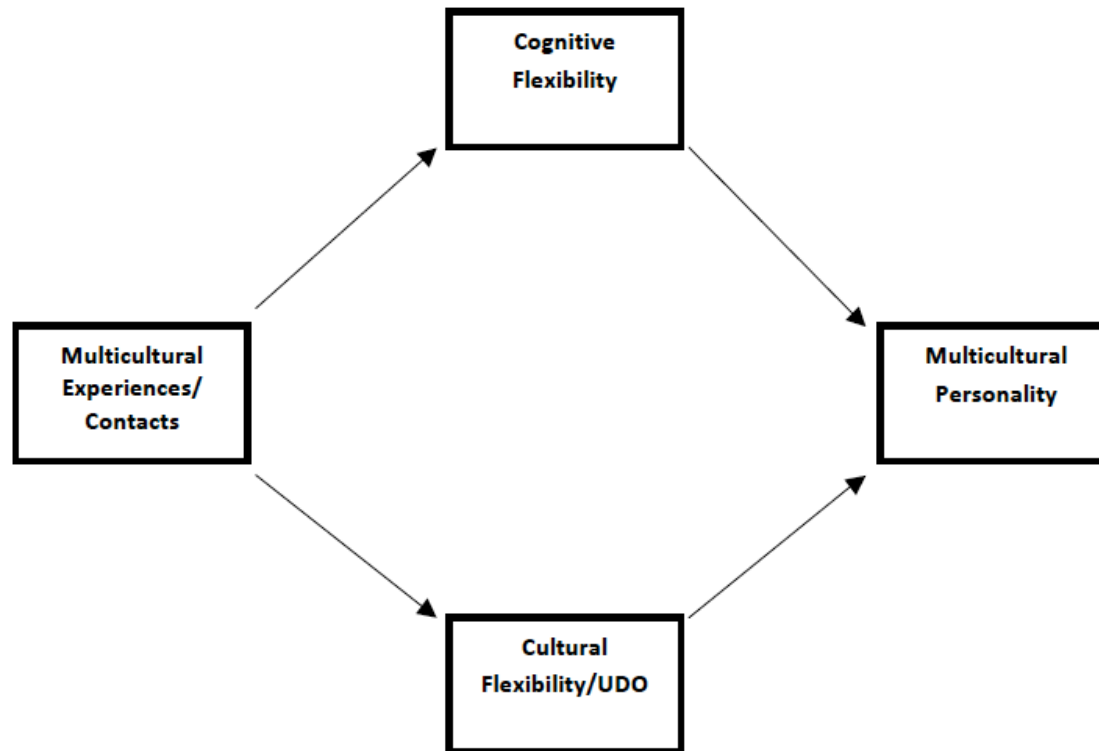 Cognitive
Flexibility
Multicultural
Experiences/
Contacts
Multicultural
Personality
Cultural
Flexibility/UDO